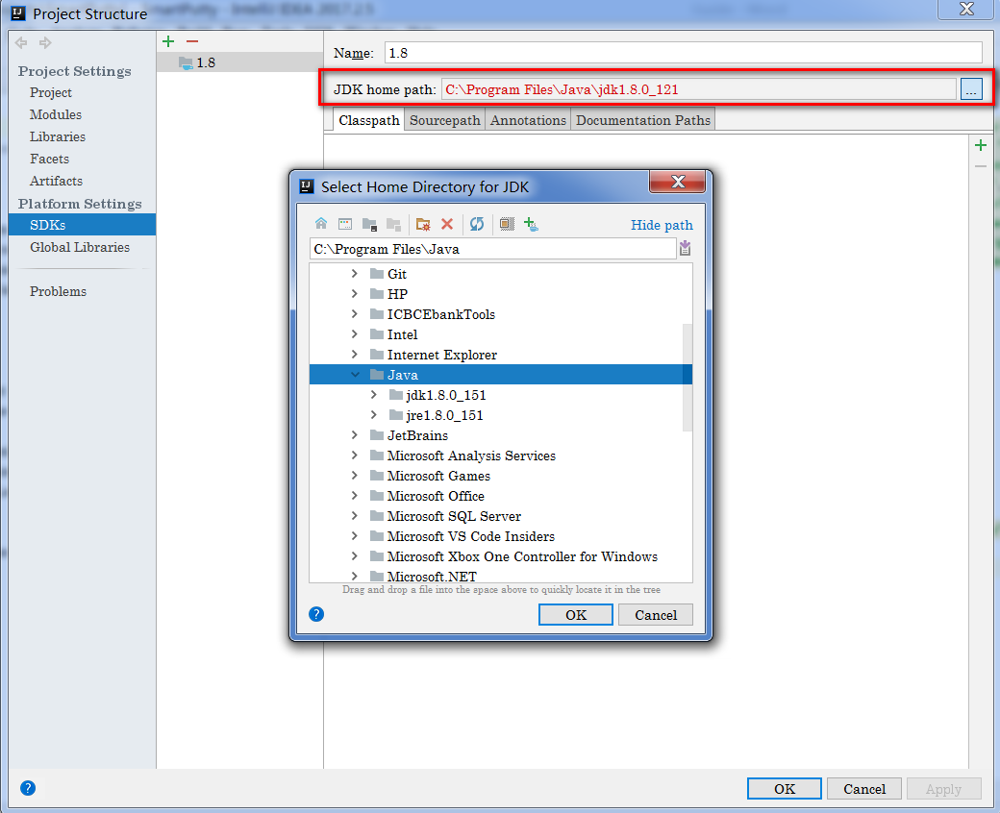 Project Structure
Project Settings
Project
Modules
Libraries
Facets
Artifacts
Platform Settings
SDKs
Global Libraries
Problems
1.8
Name: 1.8
JDK home path: C:\Program Files\Java\jdk1.8.0_121 ...
Classpath Sourcepath Annotations Documentation Paths
Select Home Directory for JDK
Hide path
C:\Program Files\Java
Git
HP
ICBCEbankTools
Intel
Internet Explorer
Java
jdk1.8.0_151
jre1.8.0_151
JetBrains
Microsoft Analysis Services
Microsoft Games
Microsoft Office
Microsoft SQL Server
Microsoft VS Code Insiders
Microsoft Xbox One Controller for Windows
Microsoft.NET
Drag and drop a file into the space above to quickly locate it in the tree
? OK Cancel
? OK Cancel Apply